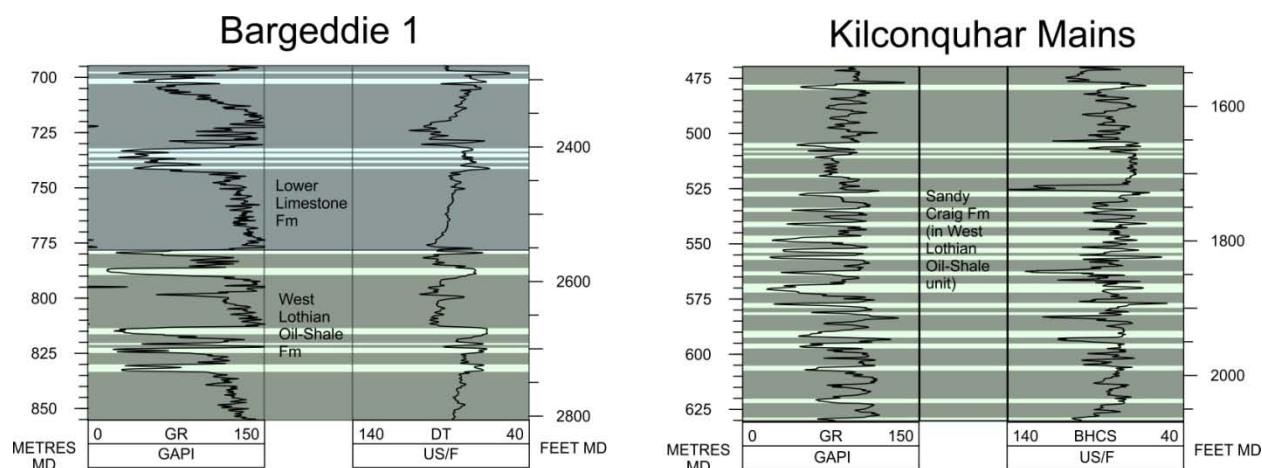 Bargeddie 1
700
725
750
775
800
825
850
Lower
Limestone
Fm
West
Lothian
Oil-Shale
Fm
2400
2600
2800
METRES
MD
0 GR 150
GAPI
140 DT 40
US/F
FEET MD
Kilconquhar Mains
475
500
525
550
575
600
625
Sandy
Craig Fm
(in West
Lothian
Oil-Shale
unit)
1600
1800
2000
METRES
MD
0 GR 150
GAPI
140 BHCS 40
US/F
FEET MD